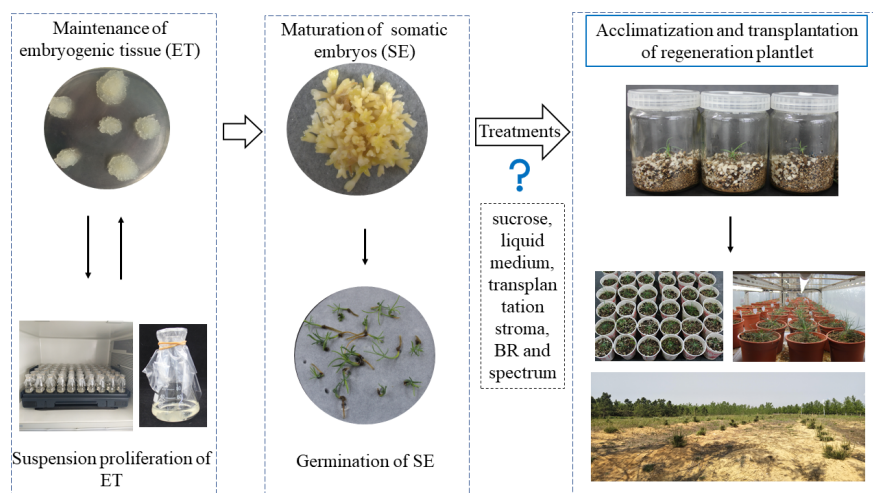 Maintenance of
embryogenic tissue (ET)
Suspension proliferation of
ET
Maturation of somatic
embryos (SE)
Germination of SE
Treatments
?
sucrose,
liquid
medium,
transplan
tation
stroma,
BR and
spectrum
Acclimatization and transplantation
of regeneration plantlet